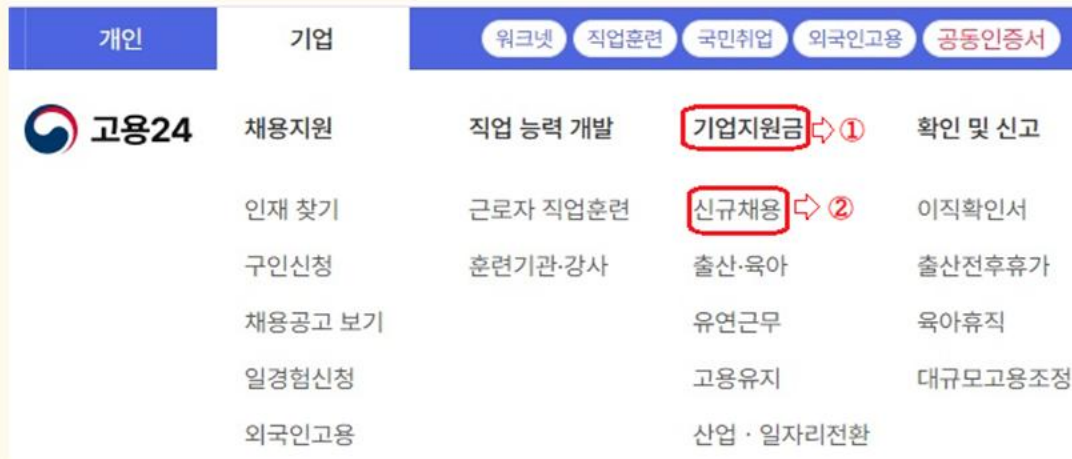 개인 기업 워크넷 직업훈련 국민취업 외국인고용 공동인증서
고용24 채용지원 직업 능력 개발 기업지원금 ① 확인 및 신고
인재 찾기 근로자 직업훈련 신규채용 ② 이직확인서
구인신청 훈련기관·강사 출산·육아 출산전후휴가
채용공고 보기 유연근무 육아휴직
일경험신청 고용유지 대규모고용조정
외국인고용 산업 · 일자리전환